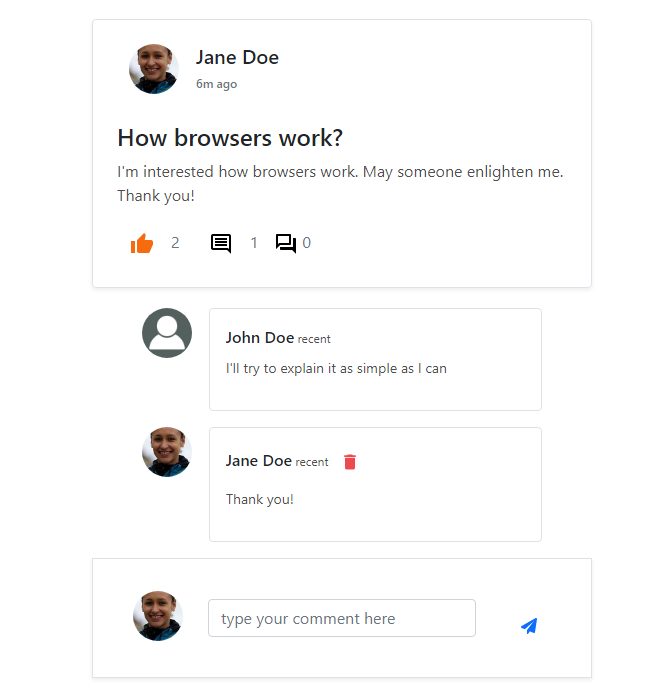 Jane Doe
6m ago
How browsers work?
I'm interested how browsers work. May someone enlighten me.
Thank you!
2 1 0
John Doe recent
I'll try to explain it as simple as I can
Jane Doe recent
Thank you!
type your comment here